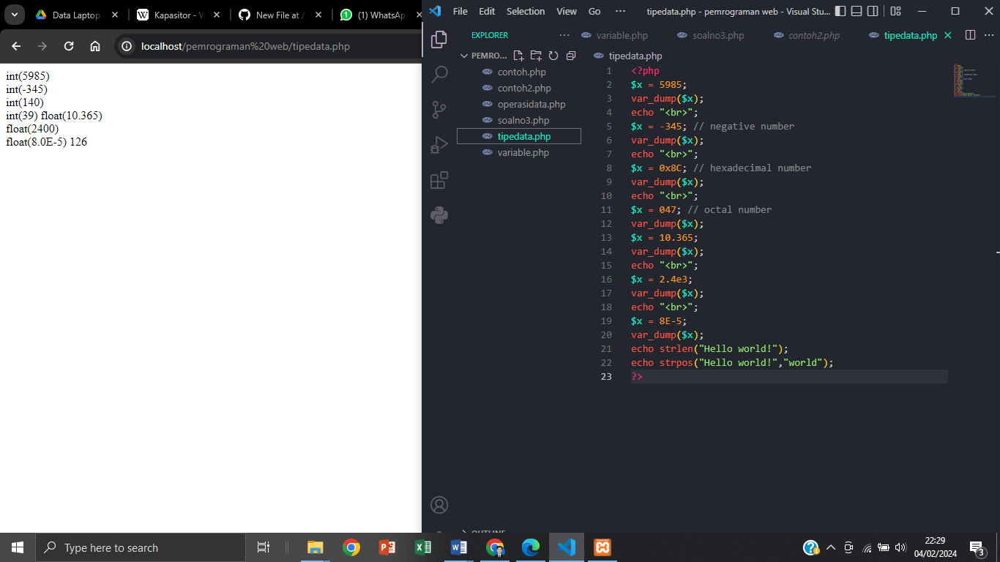 Data Laptop
Kapasitor - W
New File at /
(1) WhatsAp
localhost/pemrograman%20web/tipedata.php
int(5985)
int(-345)
int(140)
int(39) float(10.365)
float(2400)
float(8.0E-5) 126
File Edit Selection View Go ··· tipedata.php - pemrograman web - Visual Stu...
EXPLORER ···
variable.php soalno3.php contoh2.php tipedata.php ···
PEMRO...
contoh.php
contoh2.php
operasidata.php
soalno3.php
tipedata.php
variable.php
tipedata.php
1 <?php
2 $x = 5985;
3 var_dump($x);
4 echo "<br>";
5 $x = -345; // negative number
6 var_dump($x);
7 echo "<br>";
8 $x = 0x8C; // hexadecimal number
9 var_dump($x);
10 echo "<br>";
11 $x = 047; // octal number
12 var_dump($x);
13 $x = 10.365;
14 var_dump($x);
15 echo "<br>";
16 $x = 2.4e3;
17 var_dump($x);
18 echo "<br>";
19 $x = 8E-5;
20 var_dump($x);
21 echo strlen("Hello world!");
22 echo strpos("Hello world!","world");
23 ?>
OUTLINE
Type here to search
22:29
04/02/2024
3